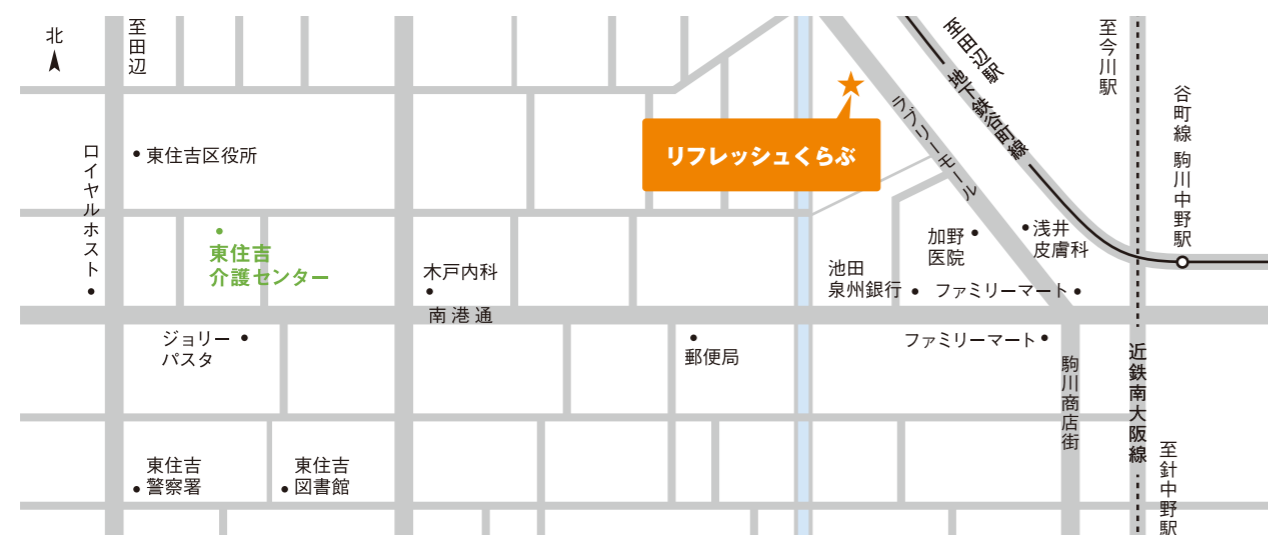 北
至田辺
至田辺駅
地下鉄谷町線
至今川駅
谷町線 駒川中野駅
リフレッシュくらぶ
ラブリーモール
ロイヤルホスト
東住吉区役所
東住吉
介護センター
木戸内科
加野
医院
浅井
皮膚科
池田
泉州銀行
ファミリーマート
南港通
ジョリー
パスタ
郵便局
ファミリーマート
駒川商店街
近鉄南大阪線
東住吉
警察署
東住吉
図書館
至針中野駅